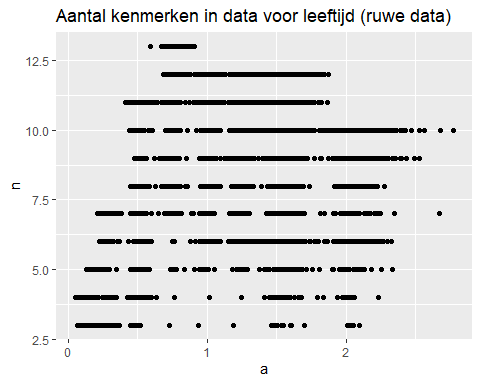 Aantal kenmerken in data voor leeftijd (ruwe data)
12.5
10.0
7.5
5.0
2.5
n
0
1
2
a